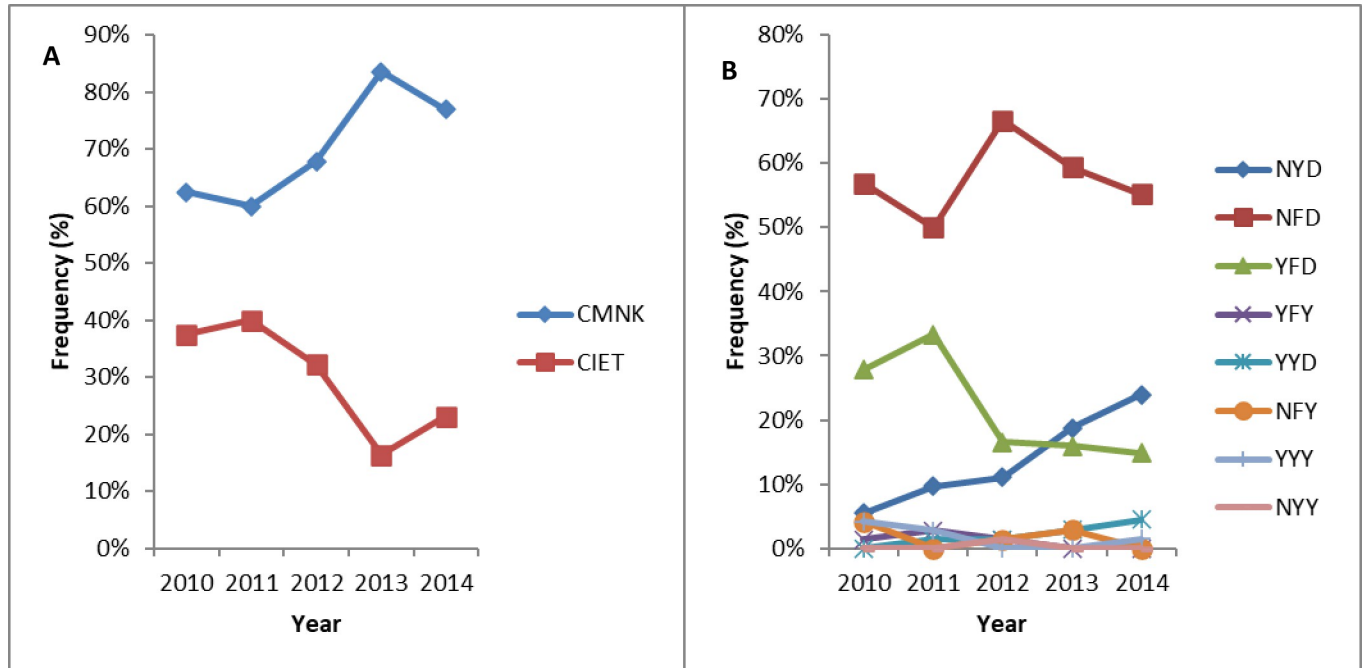 A
90%
80%
70%
60%
50%
40%
30%
20%
10%
0%
Frequency (%)
2010 2011 2012 2013 2014
Year
CMNK
CIET
B
80%
70%
60%
50%
40%
30%
20%
10%
0%
Frequency (%)
2010 2011 2012 2013 2014
Year
NYD
NFD
YFD
YFY
YYD
NFY
YYY
NYY